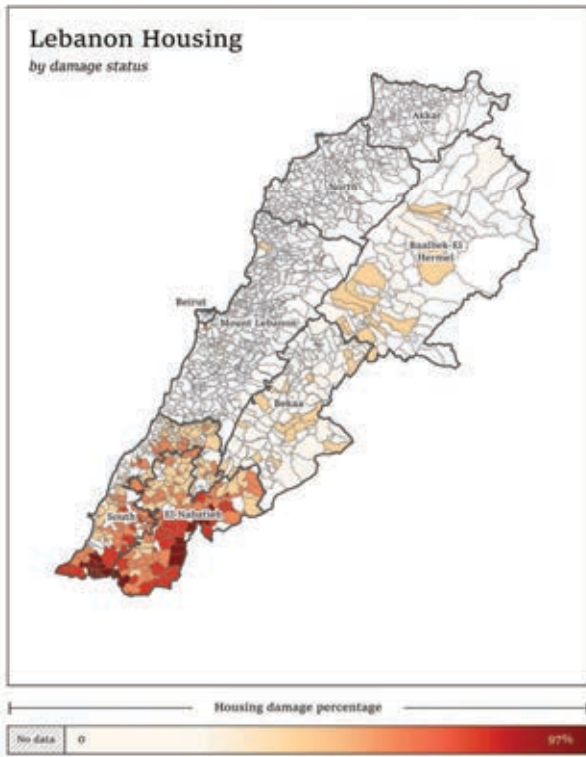 Lebanon Housing
by damage status
Akkar
North
Baalbek-El
Hermel
Beirut
Mount Lebanon
Bekaa
South
El-Nabatieh
Housing damage percentage
No data
0
97%